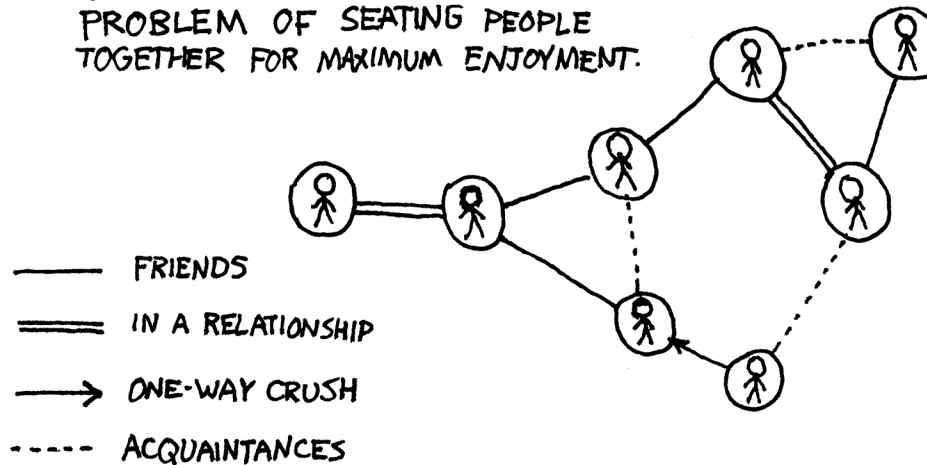 PROBLEM OF SEATING PEOPLE
TOGETHER FOR MAXIMUM ENJOYMENT.
FRIENDS
IN A RELATIONSHIP
ONE-WAY CRUSH
ACQUAINTANCES